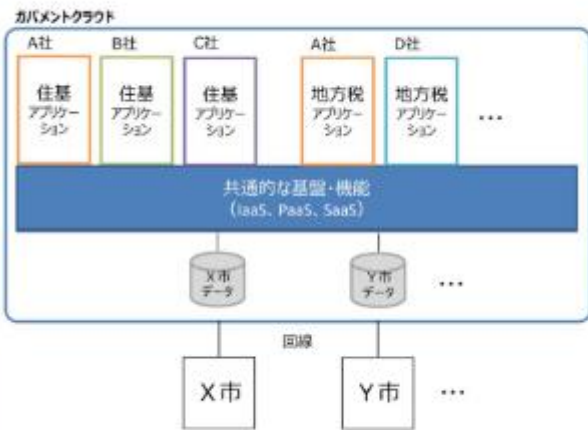 ガバメントクラウド
A社
B社
C社
A社
D社
住基
アプリケー
ション
住基
アプリケー
ション
住基
アプリケー
ション
地方税
アプリケー
ション
地方税
アプリケー
ション
…
共通的な基盤・機能
(IaaS、PaaS、SaaS)
X市
データ
Y市
データ
…
回線
X市
Y市
…